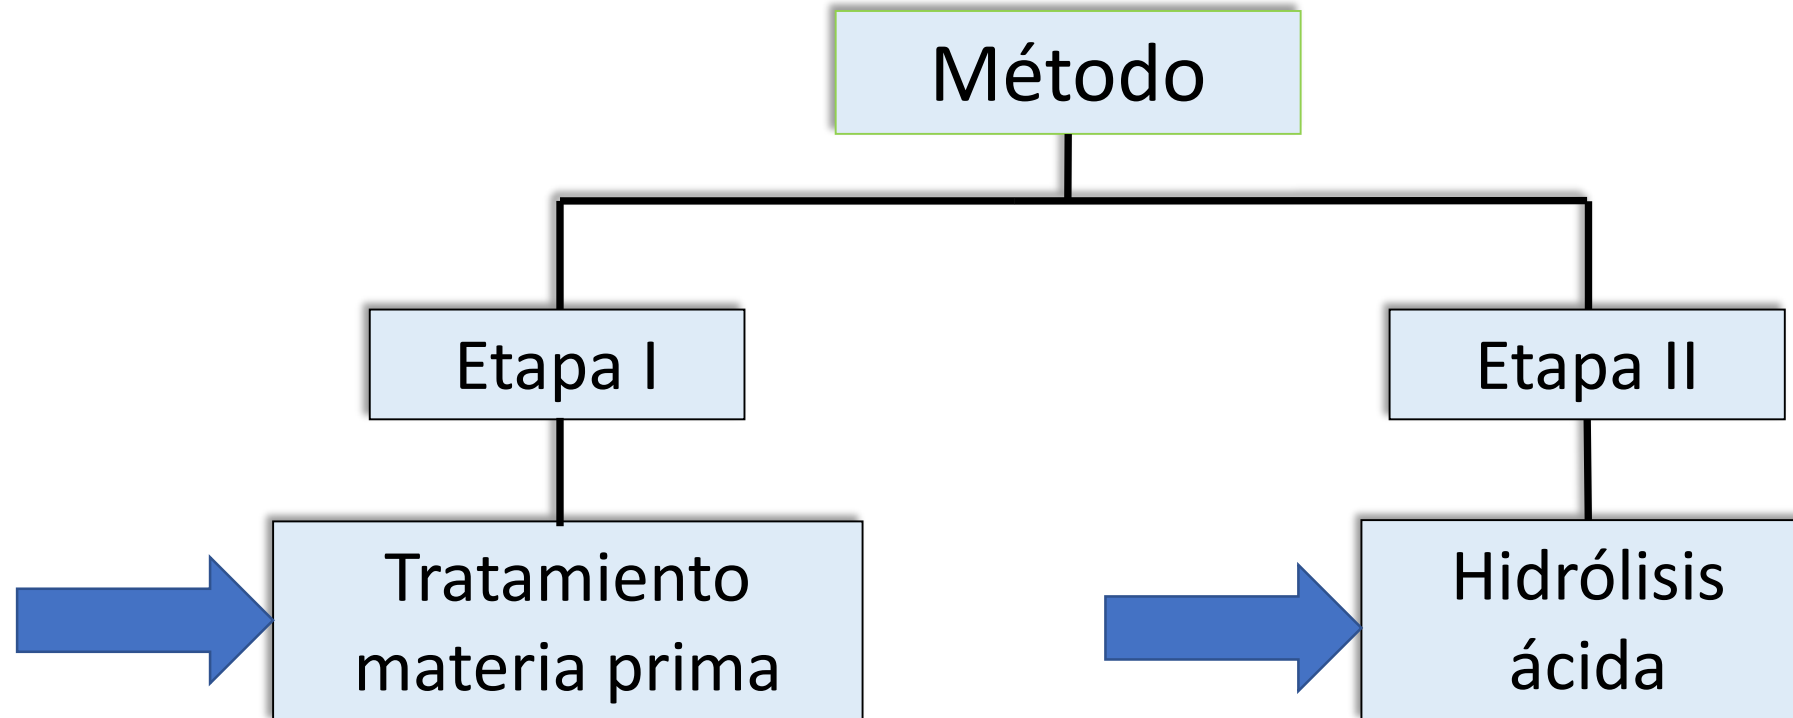 Método
Etapa I
Etapa II
Tratamiento
materia prima
Hidrólisis
ácida